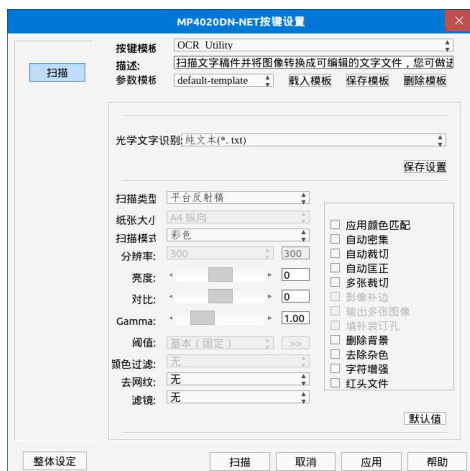 MP4020DN-NET按键设置
扫描
按键模板 OCR Utility
描述: 扫描文字稿件并将图像转换成可编辑的文字文件，您可做进
参数模板 default-template 载入模板 保存模板 删除模板
光学文字识别: 纯文本(*. txt)
保存设置
扫描类型 平台反射稿
纸张大小 A4 纵向
扫描模式 彩色
分辨率: 300 300
亮度: 0
对比: 0
Gamma: 1.00
阈值: 基本（固定） >>
颜色过滤: 无
去网纹: 无
滤镜: 无
应用颜色匹配
自动密集
自动裁切
自动匡正
多张裁切
影像补边
输出多张图像
填补装订孔
删除背景
去除杂色
字符增强
红头文件
默认值
整体设定 扫描 取消 应用 帮助